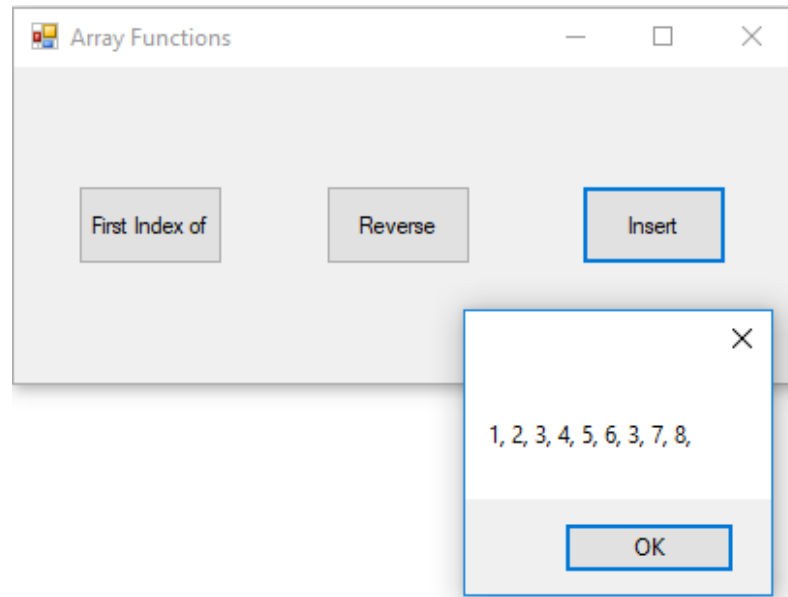 Array Functions
First Index of
Reverse
Insert
1, 2, 3, 4, 5, 6, 3, 7, 8,
OK